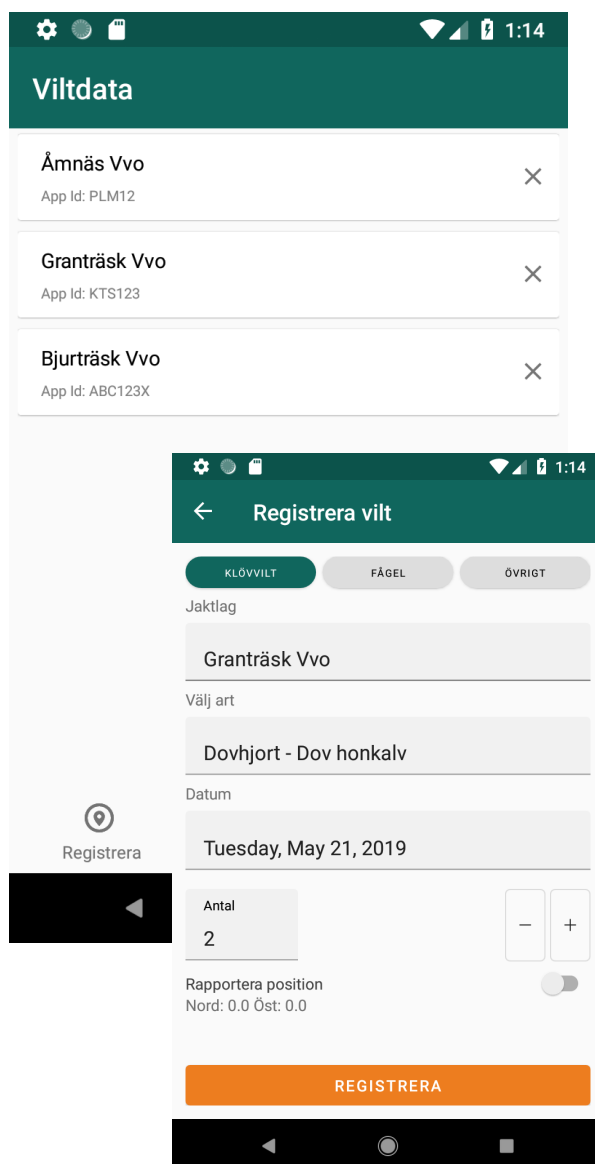 1:14
Viltdata
Åmnäs Vvo
App Id: PLM12
Granträsk Vvo
App Id: KTS123
Bjurträsk Vvo
App Id: ABC123X
Registrera
1:14
Registrera vilt
KLÖVVILT FÅGEL ÖVRIGT
Jaktlag
Granträsk Vvo
Välj art
Dovhjort - Dov honkalv
Datum
Tuesday, May 21, 2019
Antal
2
Rapportera position
Nord: 0.0 Öst: 0.0
REGISTRERA